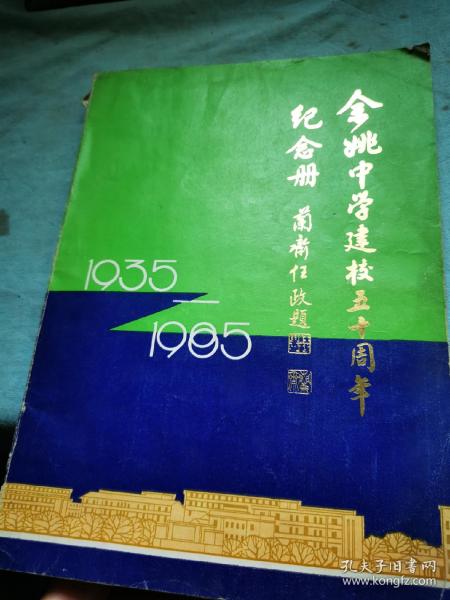 余姚中学建校五十周年
纪念册
兰斋任政题
1935—
1985
孔夫子旧书网
www.kongfz.com